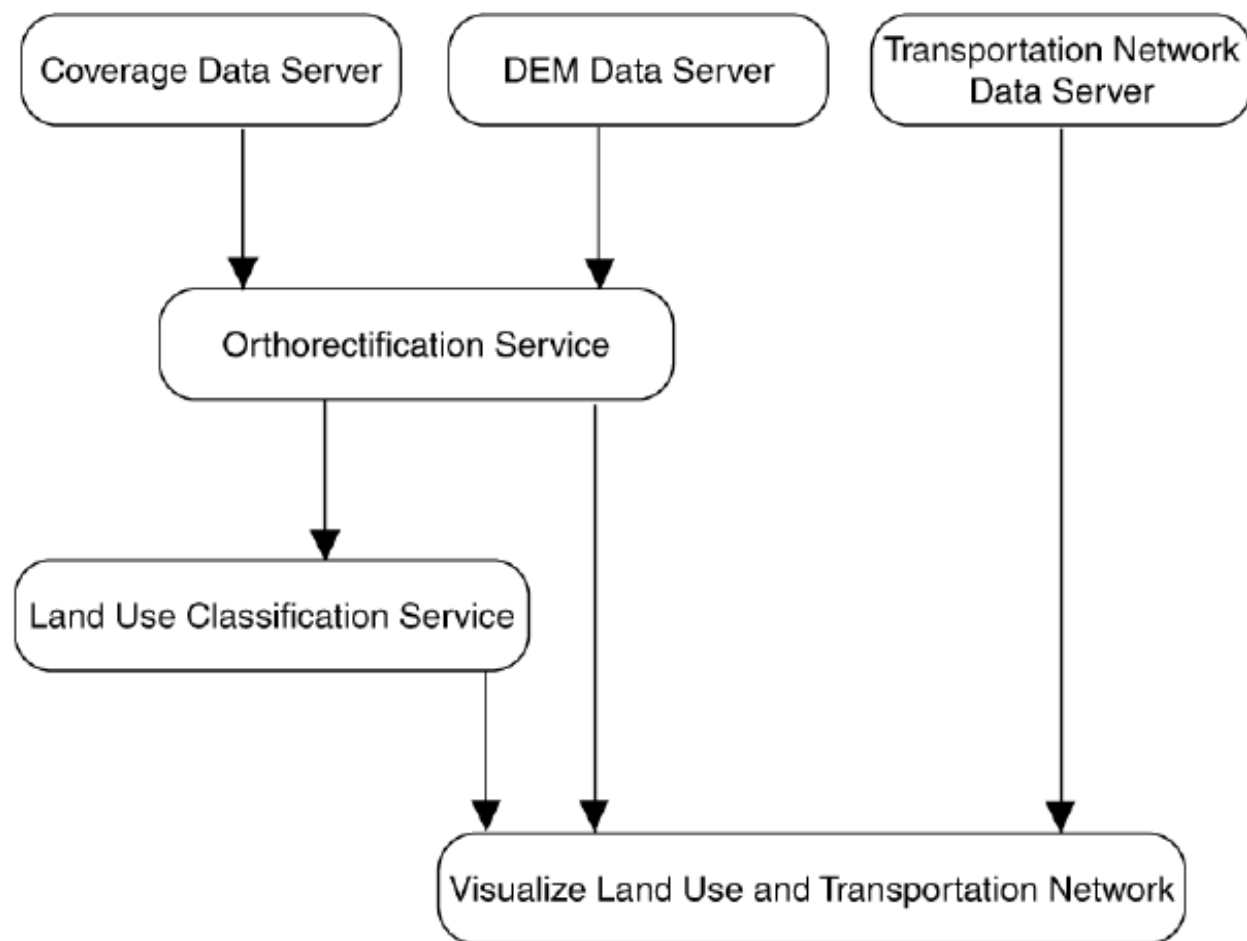 Coverage Data Server
DEM Data Server
Transportation Network
Data Server
Orthorectification Service
Land Use Classification Service
Visualize Land Use and Transportation Network